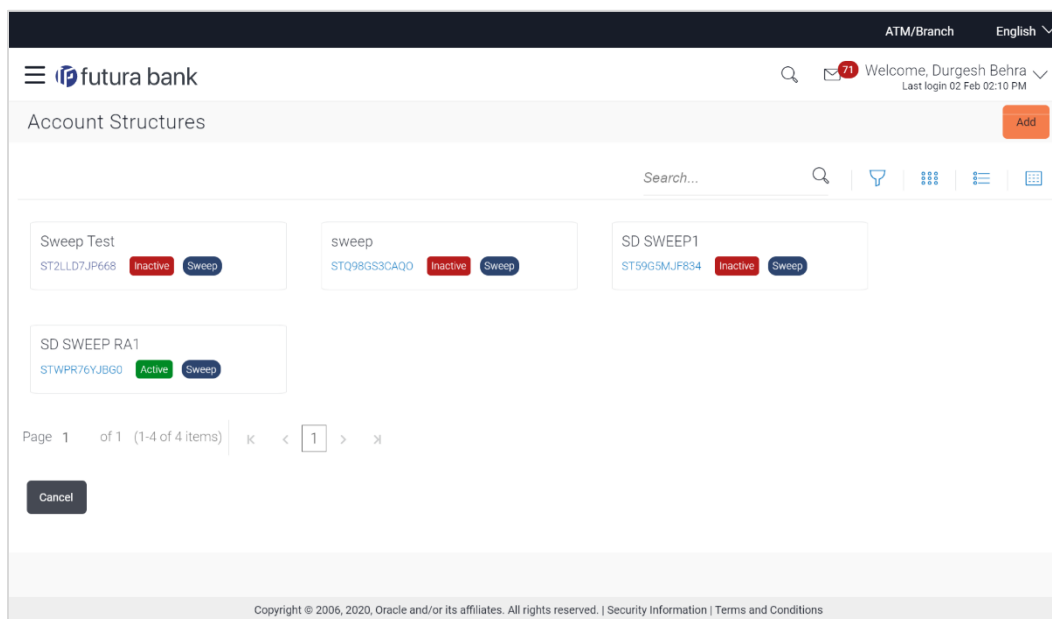 ATM/Branch English
futura bank
71 Welcome, Durgesh Behra
Last login 02 Feb 02:10 PM
Account Structures Add
Search...
Sweep Test
ST2LLD7JP668 Inactive Sweep
sweep
STQ98GS3CAQO Inactive Sweep
SD SWEEP1
ST59G5MJF834 Inactive Sweep
SD SWEEP RA1
STWPR76YJBG0 Active Sweep
Page 1 of 1 (1-4 of 4 items) 1
Cancel
Copyright © 2006, 2020, Oracle and/or its affiliates. All rights reserved. | Security Information | Terms and Conditions